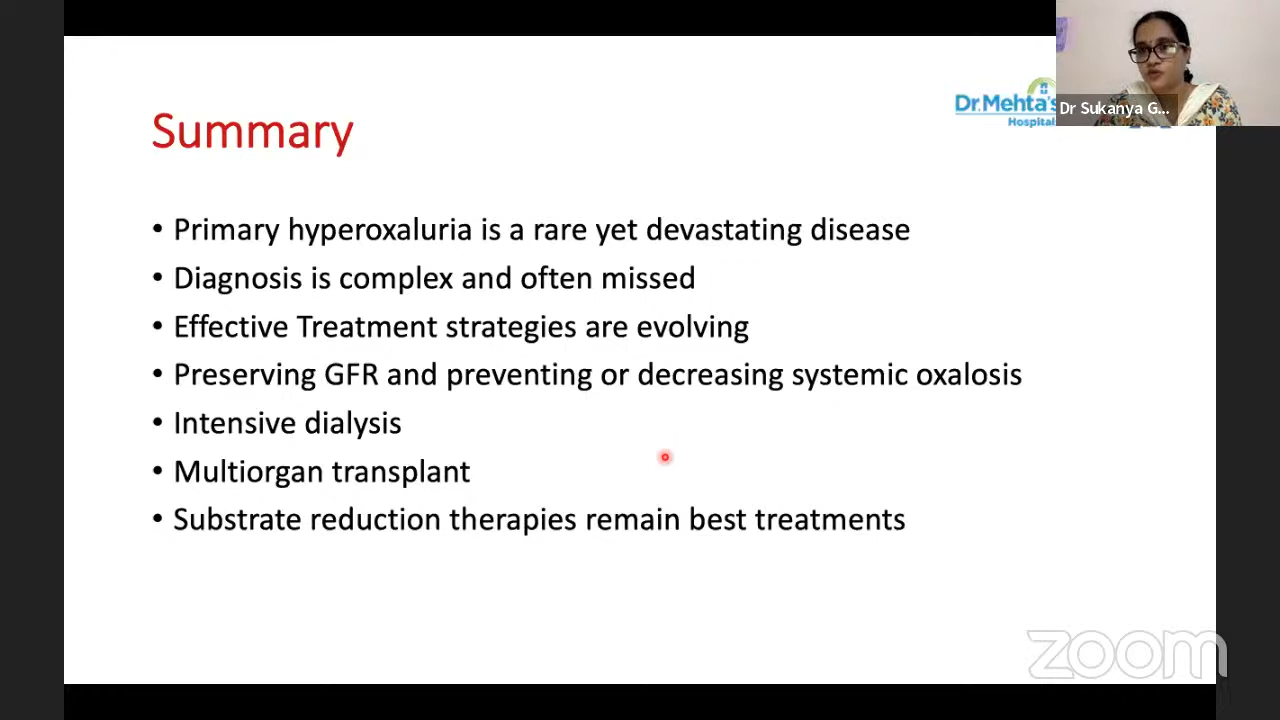 Dr.Mehta's
Hospital
Dr Sukanya G...
Summary
• Primary hyperoxaluria is a rare yet devastating disease
• Diagnosis is complex and often missed
• Effective Treatment strategies are evolving
• Preserving GFR and preventing or decreasing systemic oxalosis
• Intensive dialysis
• Multiorgan transplant
• Substrate reduction therapies remain best treatments
zoom